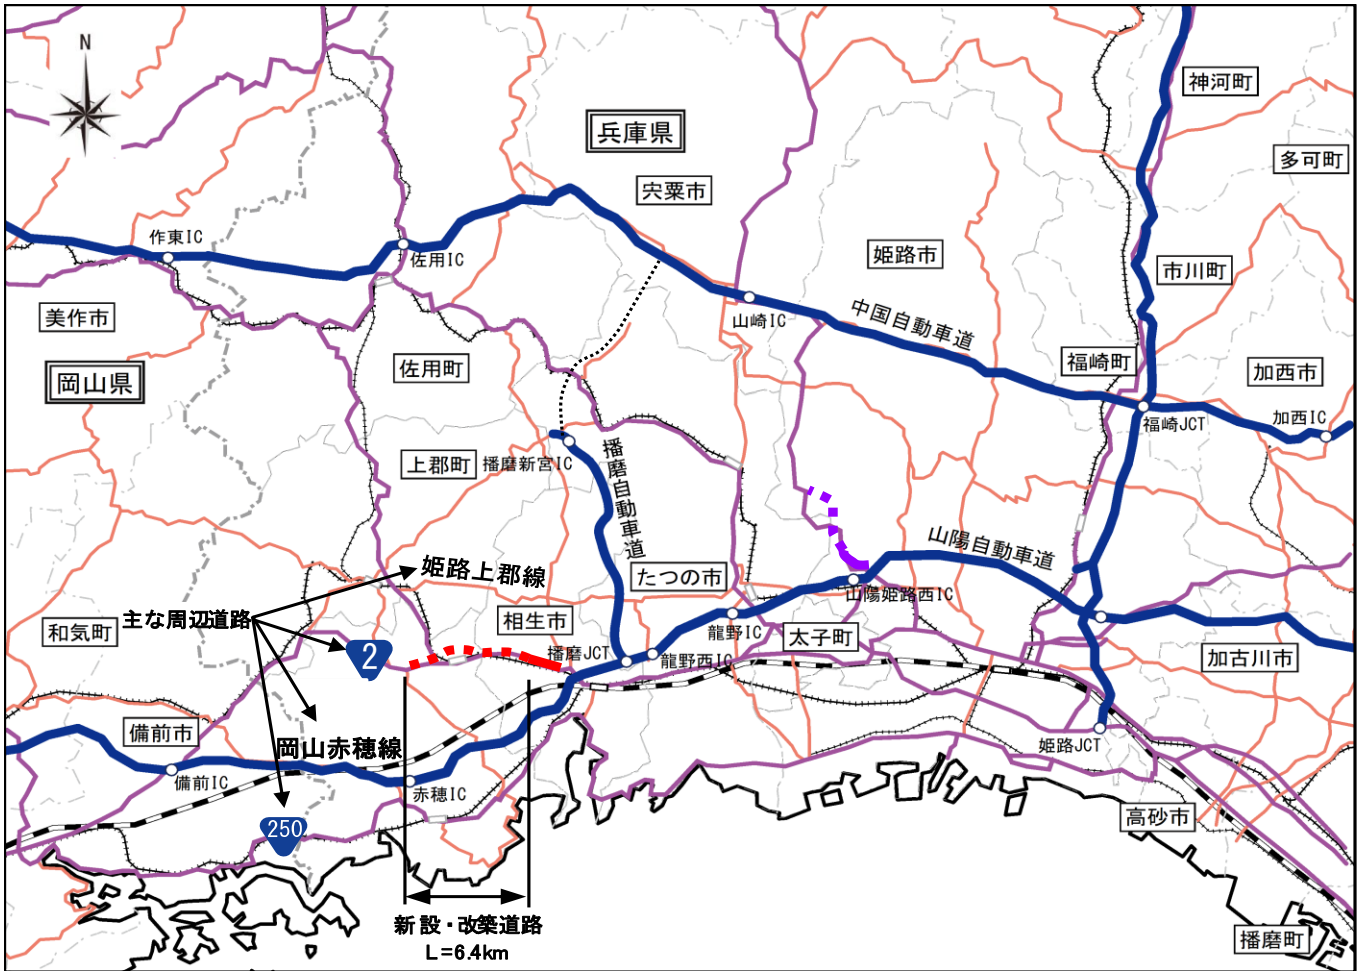 N
神河町
兵庫県
多可町
宍粟市
作東IC
佐用IC
姫路市
市川町
美作市
山崎IC
中国自動車道
佐用町
福崎町
岡山県
加西市
福崎JCT
加西IC
上郡町
播磨新宮IC
播磨自動車道
山陽自動車道
姫路上郡線
たつの市
山陽姫路西IC
主な周辺道路
相生市
和気町
龍野IC
太子町
2
播磨JCT
龍野西IC
加古川市
備前市
岡山赤穂線
姫路JCT
備前IC
赤穂IC
高砂市
250
新設・改築道路
L=6.4km
播磨町